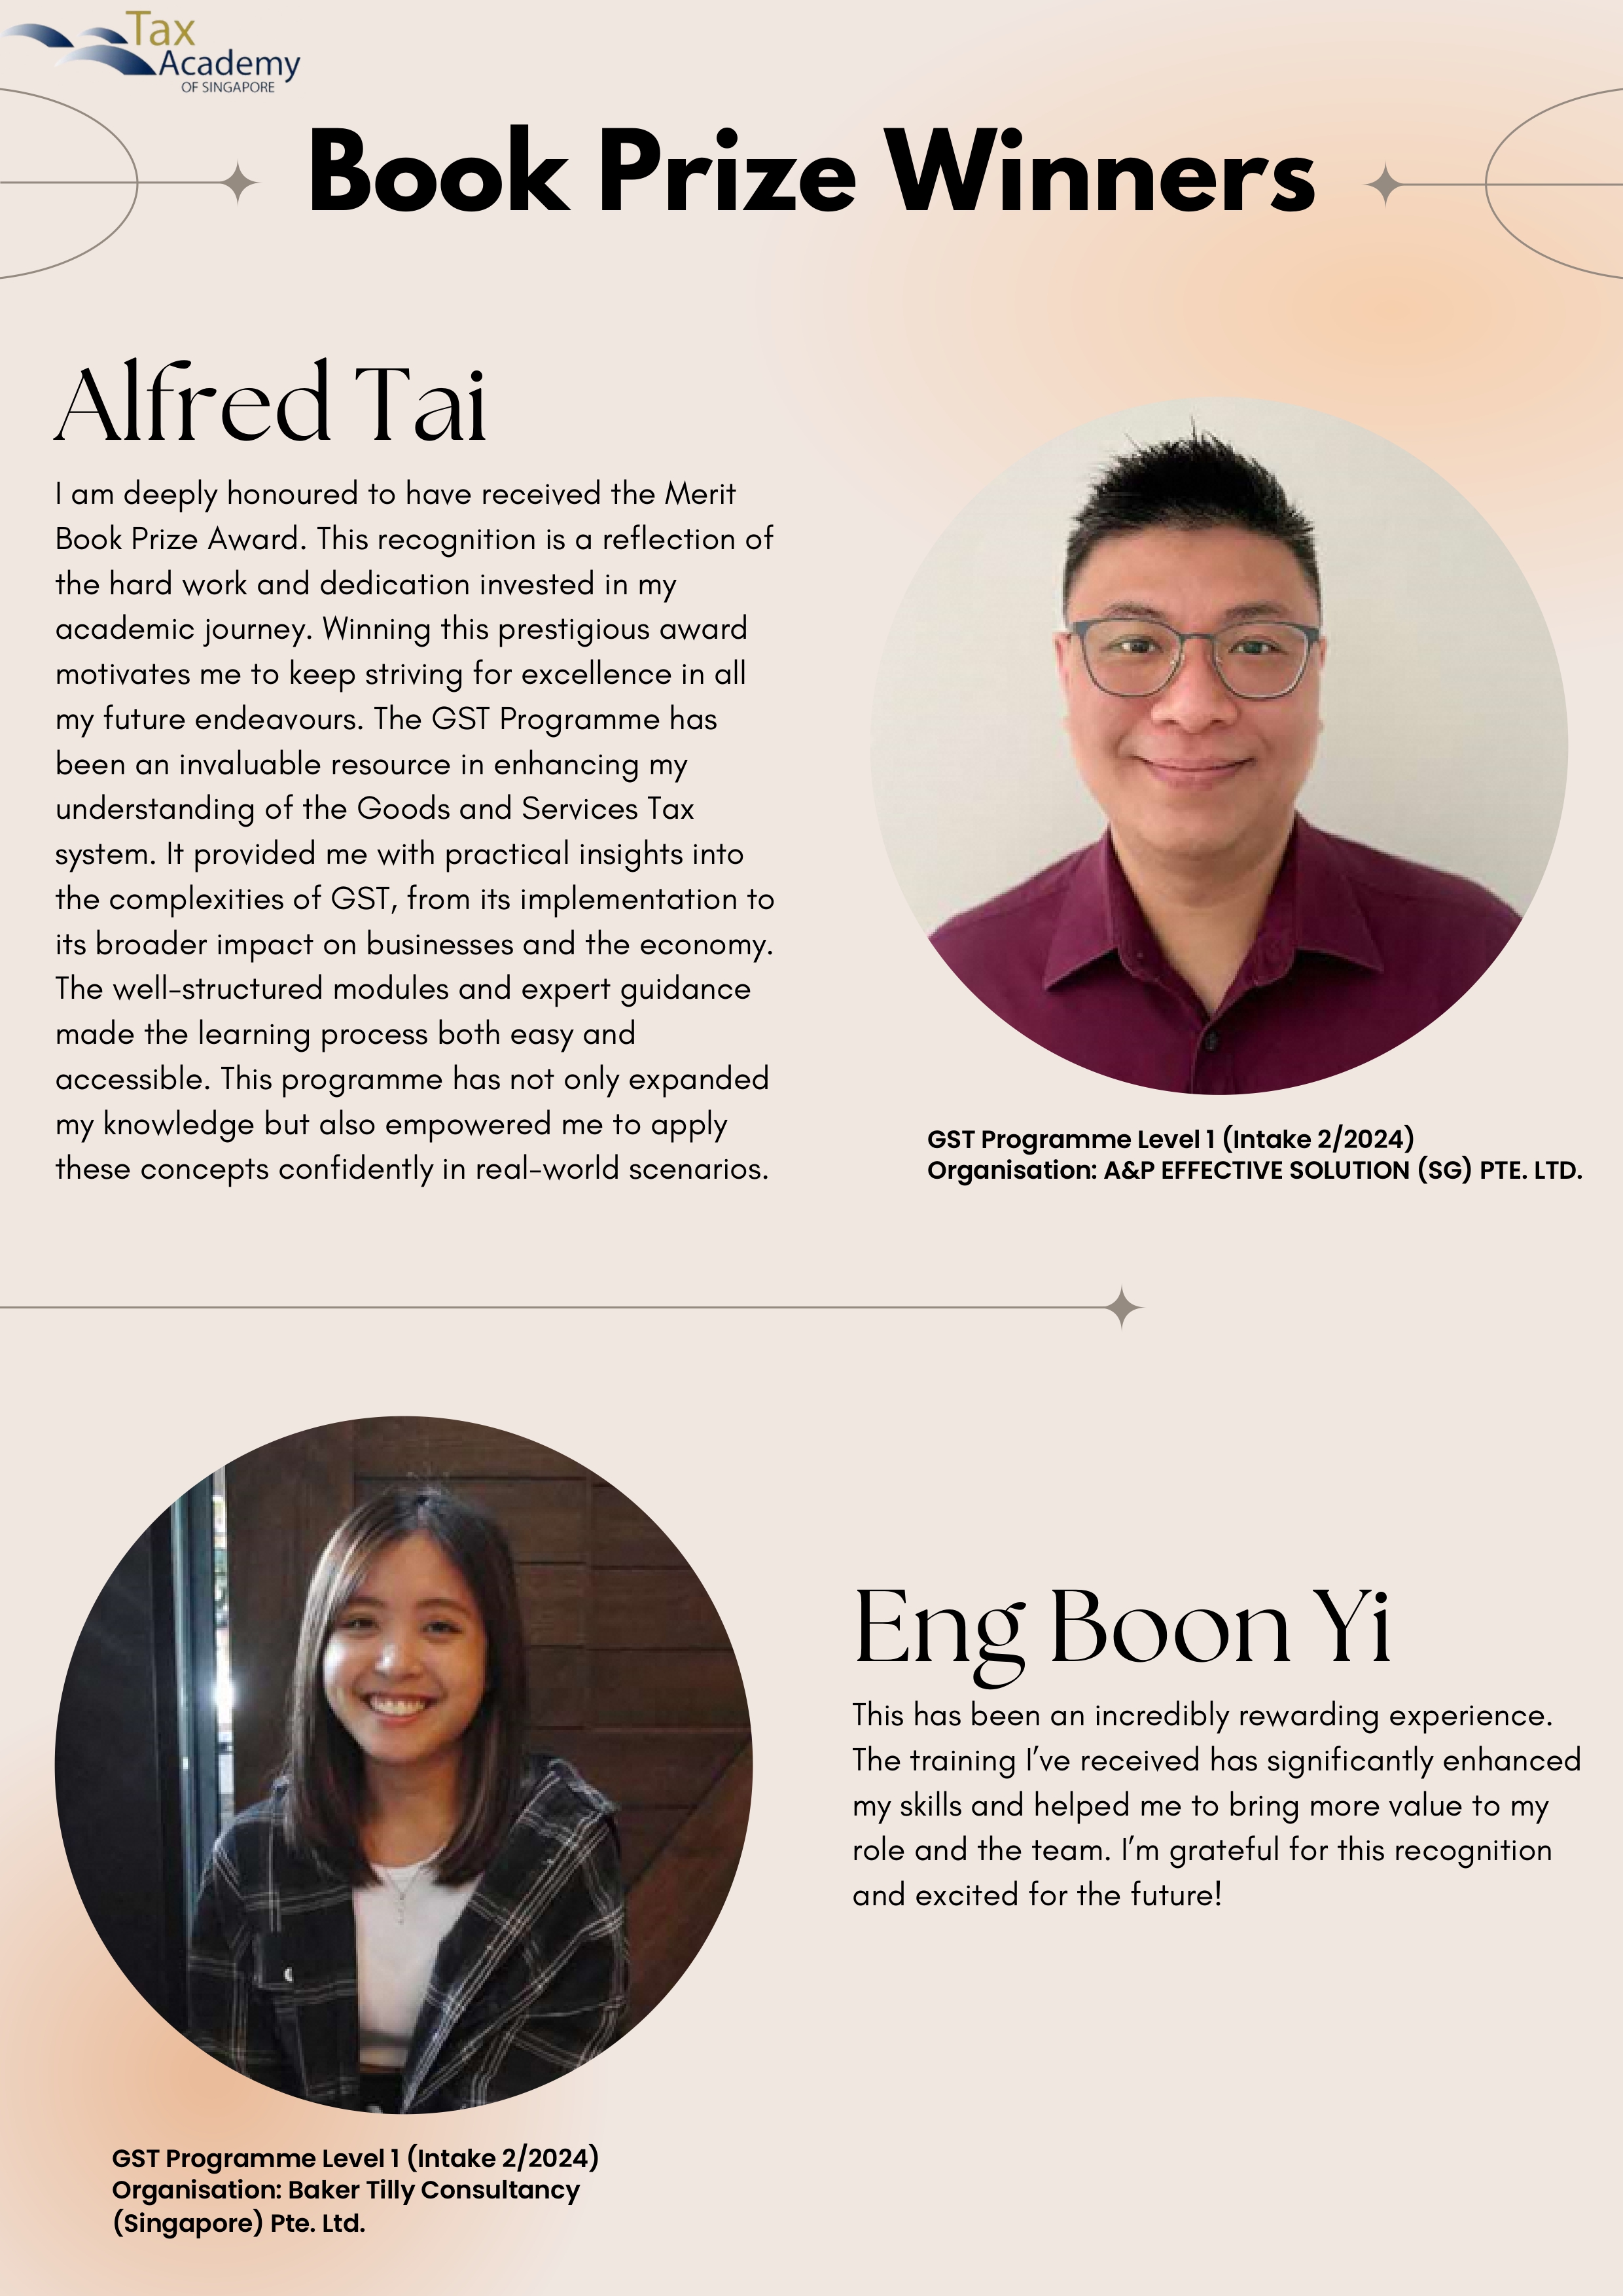 Tax
Academy
OF SINGAPORE
Book Prize Winners
Alfred Tai
I am deeply honoured to have received the Merit
Book Prize Award. This recognition is a reflection of
the hard work and dedication invested in my
academic journey. Winning this prestigious award
motivates me to keep striving for excellence in all
my future endeavours. The GST Programme has
been an invaluable resource in enhancing my
understanding of the Goods and Services Tax
system. It provided me with practical insights into
the complexities of GST, from its implementation to
its broader impact on businesses and the economy.
The well-structured modules and expert guidance
made the learning process both easy and
accessible. This programme has not only expanded
my knowledge but also empowered me to apply
these concepts confidently in real-world scenarios.
GST Programme Level 1 (Intake 2/2024)
Organisation: A&P EFFECTIVE SOLUTION (SG) PTE. LTD.
Eng Boon Yi
This has been an incredibly rewarding experience.
The training I’ve received has significantly enhanced
my skills and helped me to bring more value to my
role and the team. I’m grateful for this recognition
and excited for the future!
GST Programme Level 1 (Intake 2/2024)
Organisation: Baker Tilly Consultancy
(Singapore) Pte. Ltd.